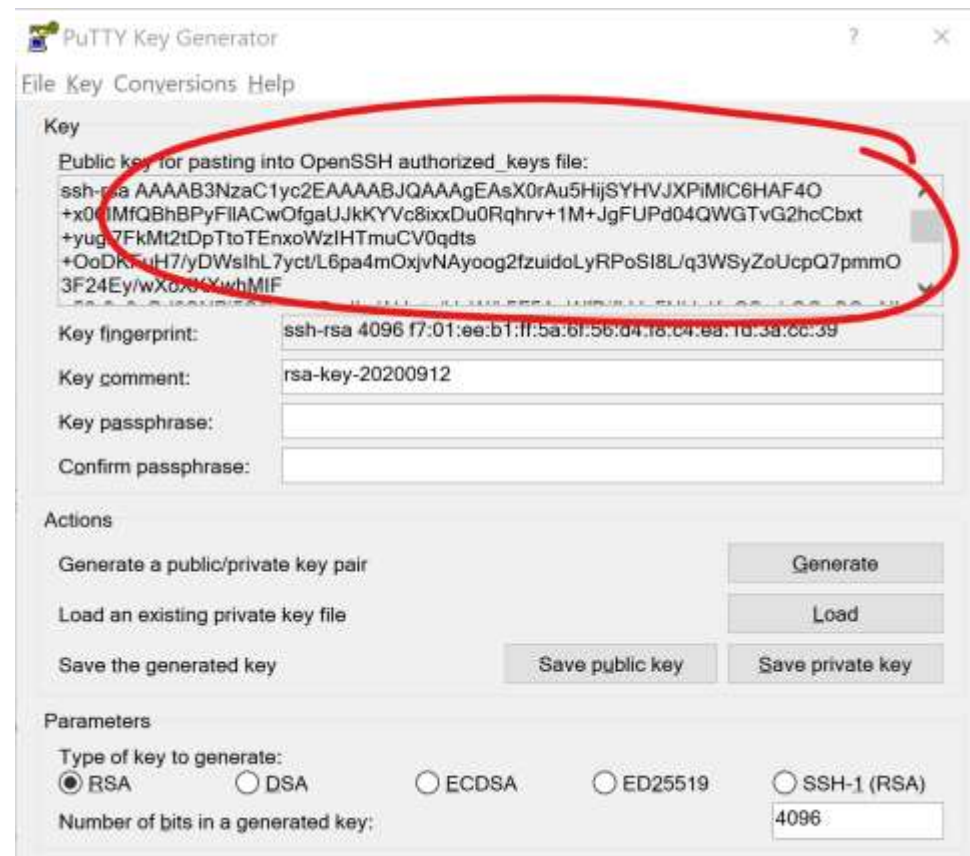 PuTTY Key Generator ? ×
File Key Conversions Help
Key
Public key for pasting into OpenSSH authorized_keys file:
ssh-rsa
+yugi7FkMt2tDpTtoTEnxoWzIHTmuCV0qdts
3F24Ey/wXoXKXwhMIF
Key fingerprint: ssh-rsa 4096 f7:01:ee:b1:ff:5a:6f:56:d4:f8:c4:ea:1d:3a:cc:39
Key comment: rsa-key-20200912
Key passphrase:
Confirm passphrase:
Actions
Generate a public/private key pair Generate
Load an existing private key file Load
Save the generated key Save public key Save private key
Parameters
Type of key to generate:
RSA DSA ECDSA ED25519 SSH-1 (RSA)
Number of bits in a generated key: 4096